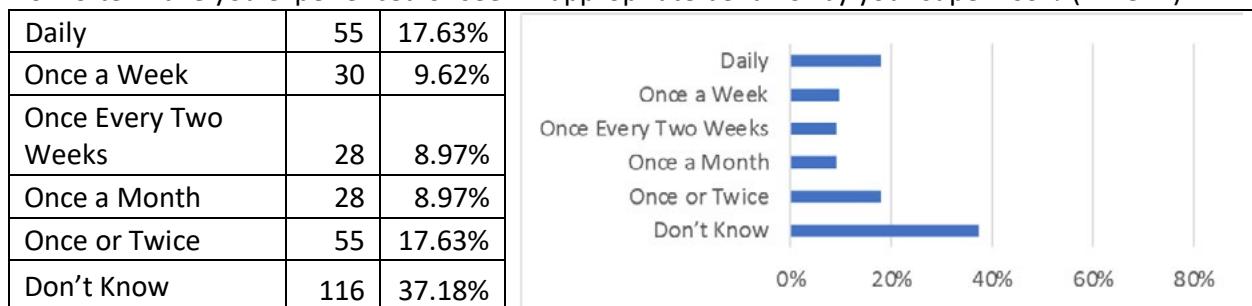 Daily 55 17.63%
Once a Week 30 9.62%
Once Every Two
Weeks 28 8.97%
Once a Month 28 8.97%
Once or Twice 55 17.63%
Don't Know 116 37.18%
Daily
Once a Week
Once Every Two Weeks
Once a Month
Once or Twice
Don't Know
0% 20% 40% 60% 80%